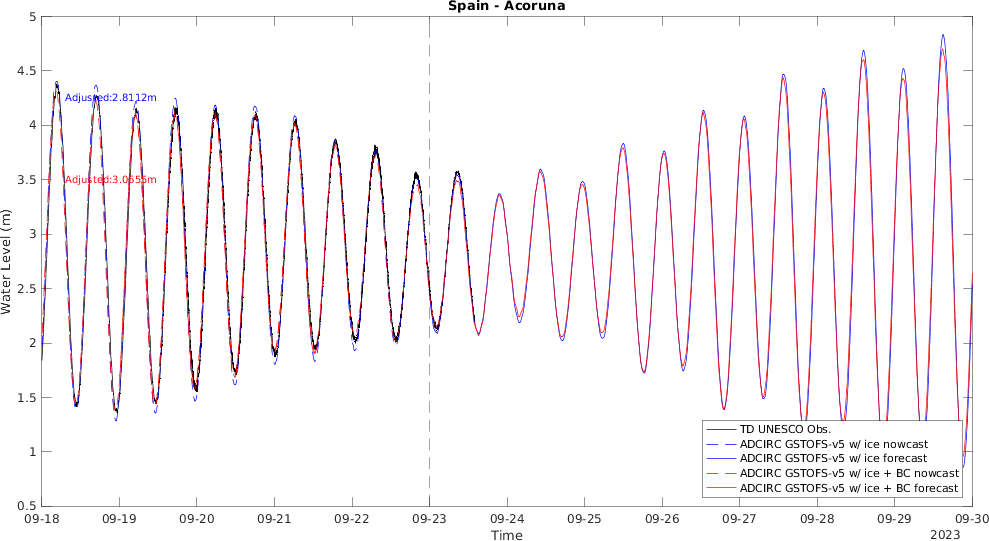 Spain - Acoruna
5
4.5
4
3.5
3
2.5
2
1.5
1
0.5
Water Level (m)
Adjusted:2.8112m
Adjusted:3.0655m
TD UNESCO Obs.
ADCIRC GSTOFS-v5 w/ ice nowcast
ADCIRC GSTOFS-v5 w/ ice forecast
ADCIRC GSTOFS-v5 w/ ice + BC nowcast
ADCIRC GSTOFS-v5 w/ ice + BC forecast
09-18 09-19 09-20 09-21 09-22 09-23 09-24 09-25 09-26 09-27 09-28 09-29 09-30
Time
2023